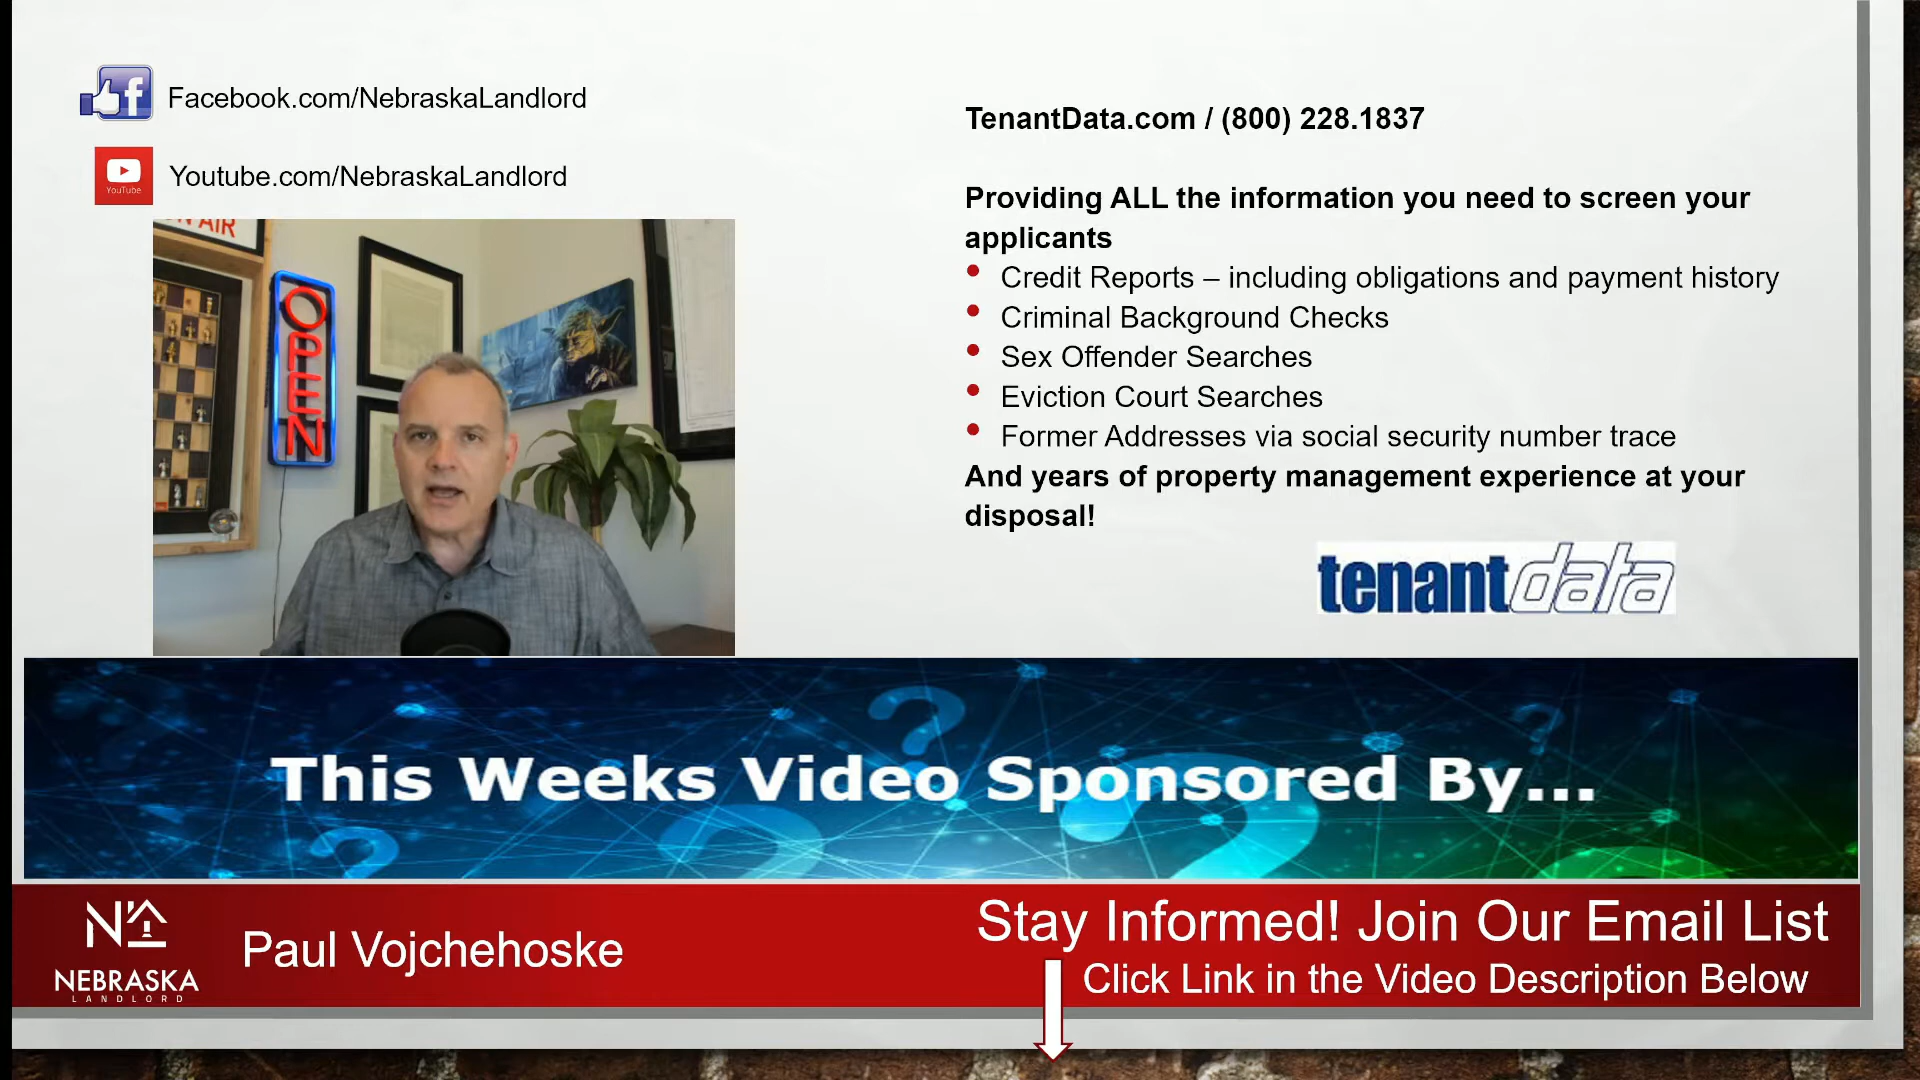 Facebook.com/NebraskaLandlord
YouTube
Youtube.com/NebraskaLandlord
ON AIR
OPEN
TenantData.com / (800) 228.1837
Providing ALL the information you need to screen your
applicants
• Credit Reports – including obligations and payment history
• Criminal Background Checks
• Sex Offender Searches
• Eviction Court Searches
• Former Addresses via social security number trace
And years of property management experience at your
disposal!
tenantdata
This Weeks Video Sponsored By...
NEBRASKA
LANDLORD
Paul Vojchehoske
Stay Informed! Join Our Email List
Click Link in the Video Description Below